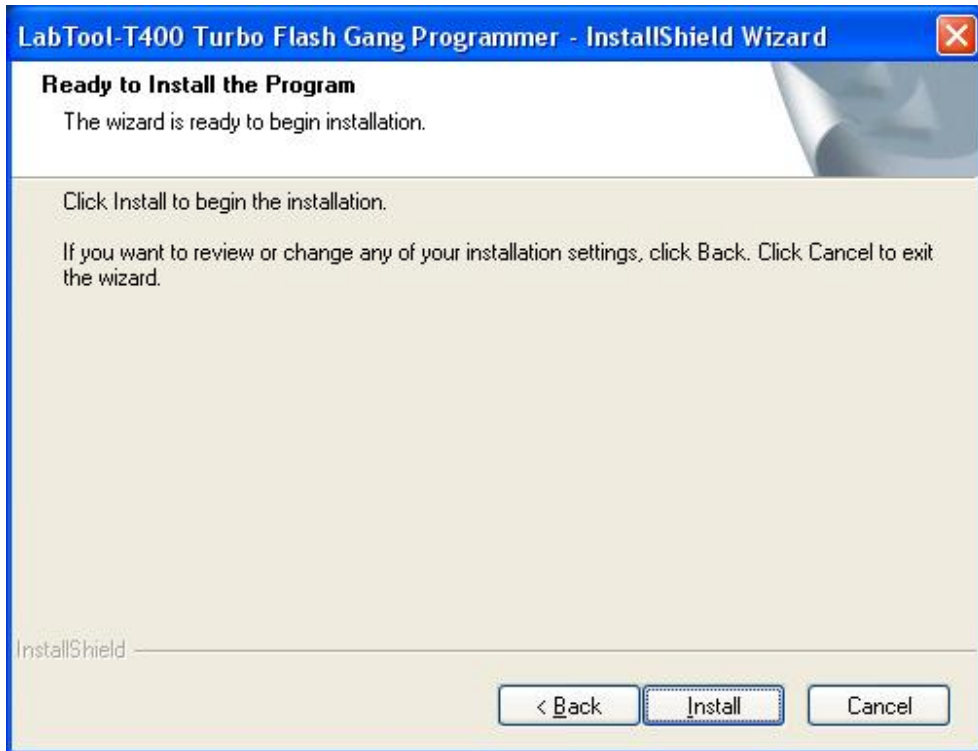 LabTool-T400 Turbo Flash Gang Programmer - InstallShield Wizard
Ready to Install the Program
The wizard is ready to begin installation.
Click Install to begin the installation.
If you want to review or change any of your installation settings, click Back. Click Cancel to exit
the wizard.
InstallShield
< Back Install Cancel